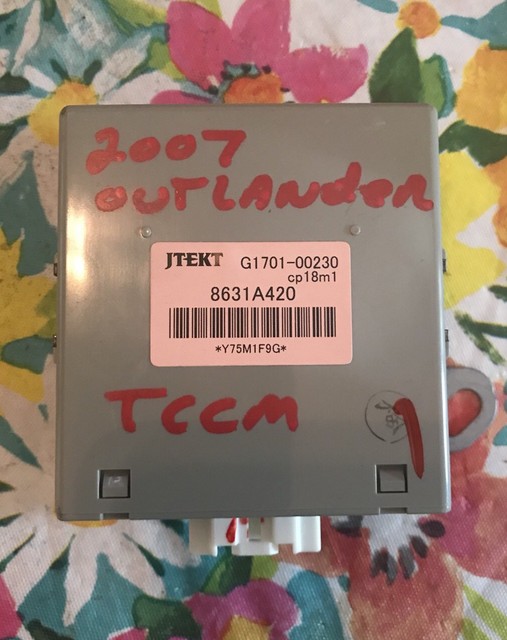 2007
OUTLANDER
JTEKT G1701-00230
cp18m1
8631A420
*Y75M1F9G*
TCCM